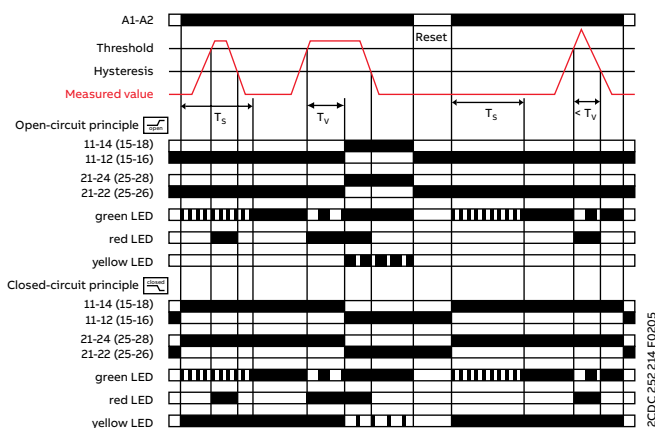 A1-A2
Reset
Threshold
Hysteresis
Measured value
Ts
Tv
Ts
< Tv
Open-circuit principle open
11-14 (15-18)
11-12 (15-16)
21-24 (25-28)
21-22 (25-26)
green LED
red LED
yellow LED
Closed-circuit principle closed
11-14 (15-18)
11-12 (15-16)
21-24 (25-28)
21-22 (25-26)
green LED
red LED
yellow LED
2CDC 252 214 F0205